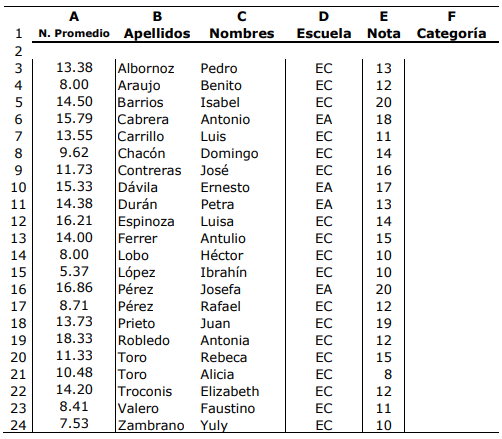 A B C D E F
1 N. Promedio Apellidos Nombres Escuela Nota Categoría
2
3 13.38 Albornoz Pedro EC 13
4 8.00 Araujo Benito EC 12
5 14.50 Barrios Isabel EC 20
6 15.79 Cabrera Antonio EA 18
7 13.55 Carrillo Luis EC 11
8 9.62 Chacón Domingo EC 14
9 11.73 Contreras José EC 16
10 15.33 Dávila Ernesto EA 17
11 14.38 Durán Petra EA 13
12 16.21 Espinoza Luisa EC 14
13 14.00 Ferrer Antulio EC 15
14 8.00 Lobo Héctor EC 10
15 5.37 López Ibrahín EC 10
16 16.86 Pérez Josefa EA 20
17 8.71 Pérez Rafael EC 12
18 13.73 Prieto Juan EC 19
19 18.33 Robledo Antonia EC 12
20 11.33 Toro Rebeca EC 15
21 10.48 Toro Alicia EC 8
22 14.20 Troconis Elizabeth EC 12
23 8.41 Valero Faustino EC 11
24 7.53 Zambrano Yuly EC 10